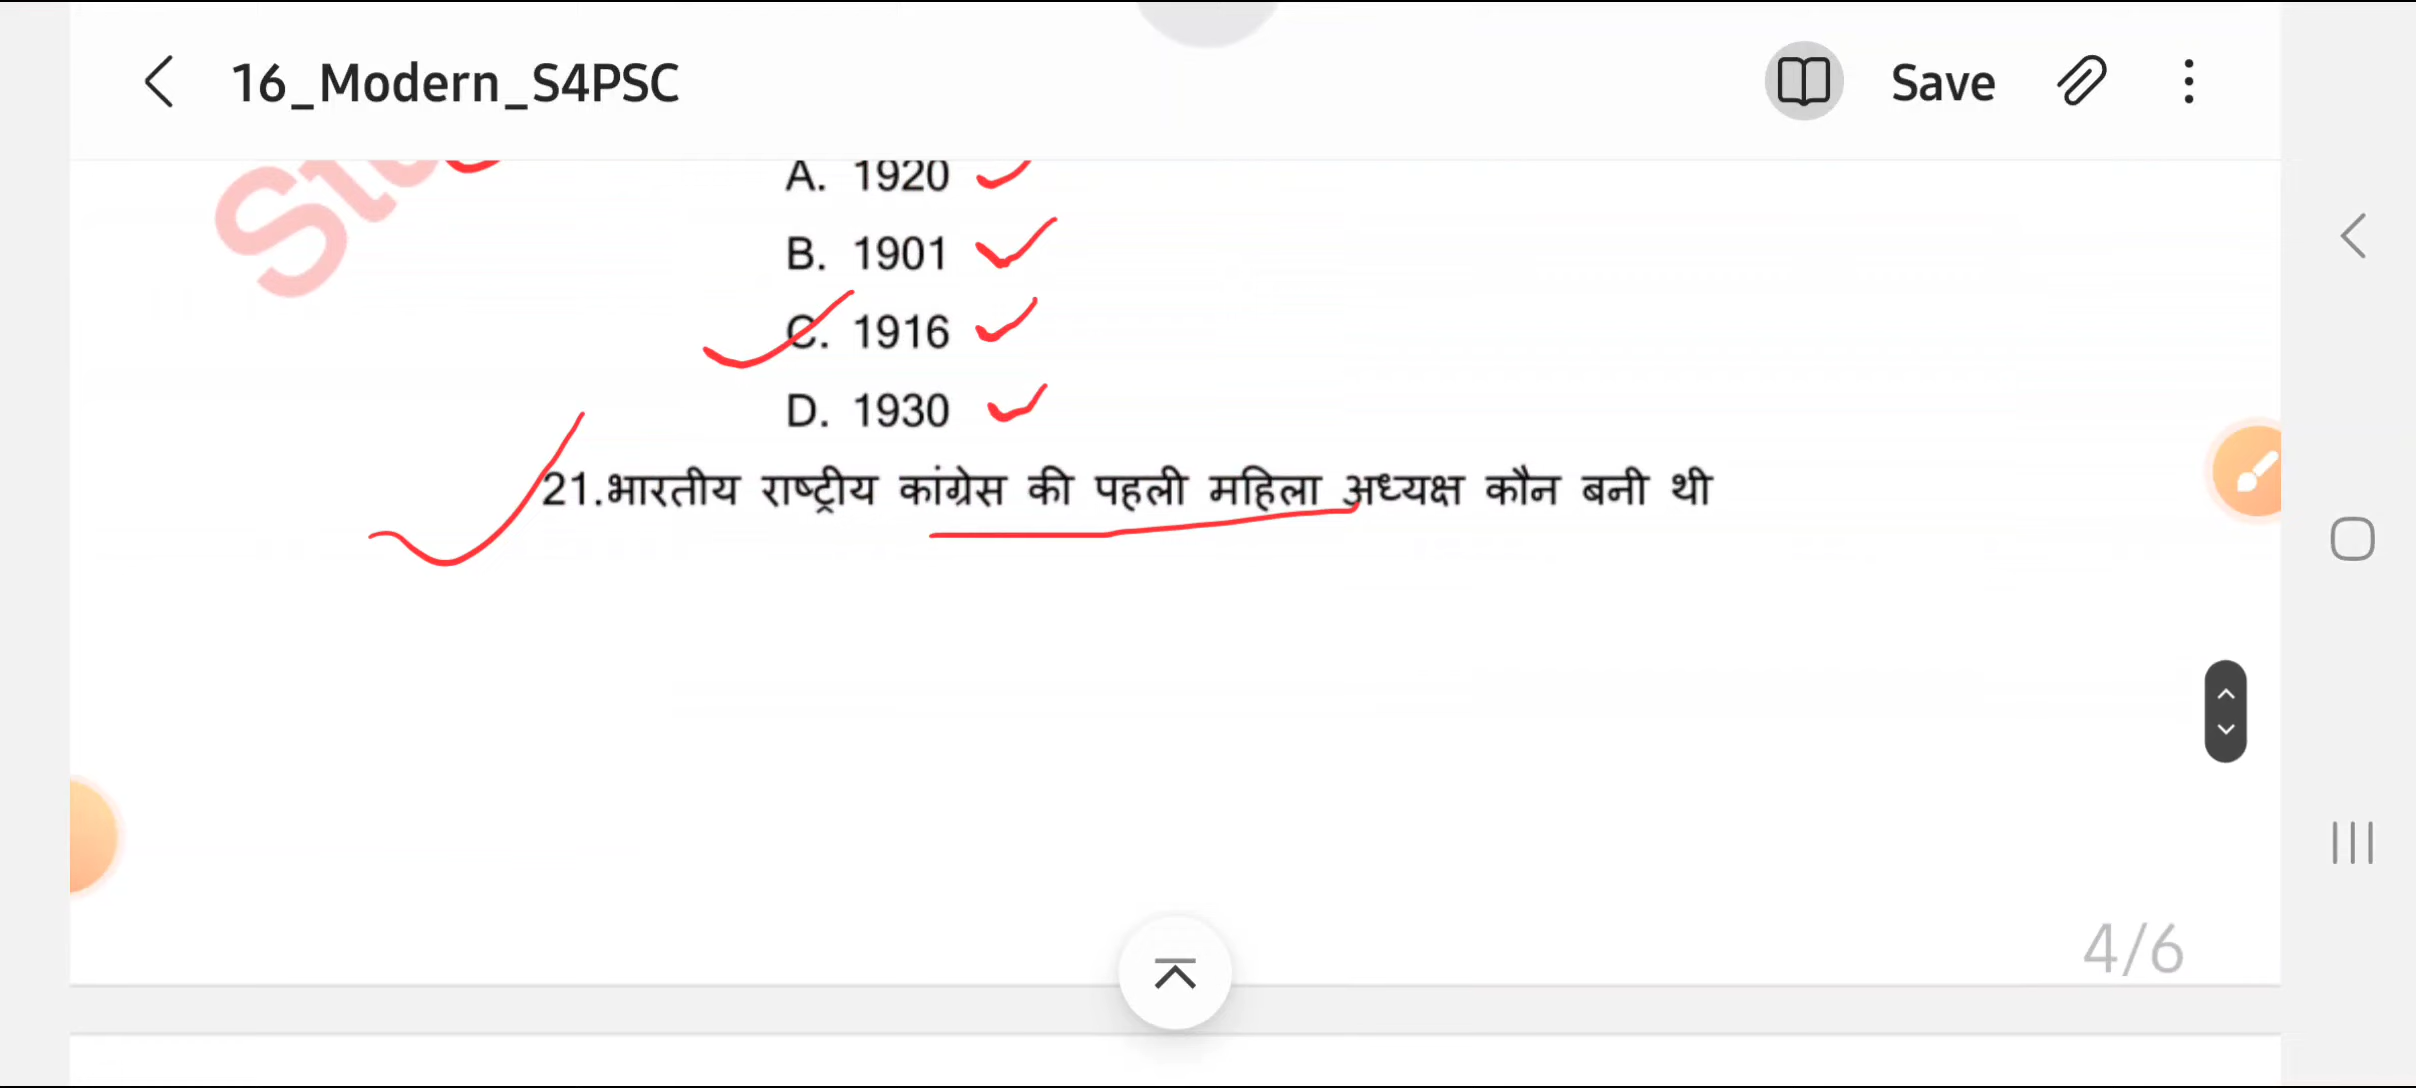 16_Modern_S4PSC
Save
A. 1920
B. 1901
C. 1916
D. 1930
21.भारतीय राष्ट्रीय कांग्रेस की पहली महिला अध्यक्ष कौन बनी थी
4/6